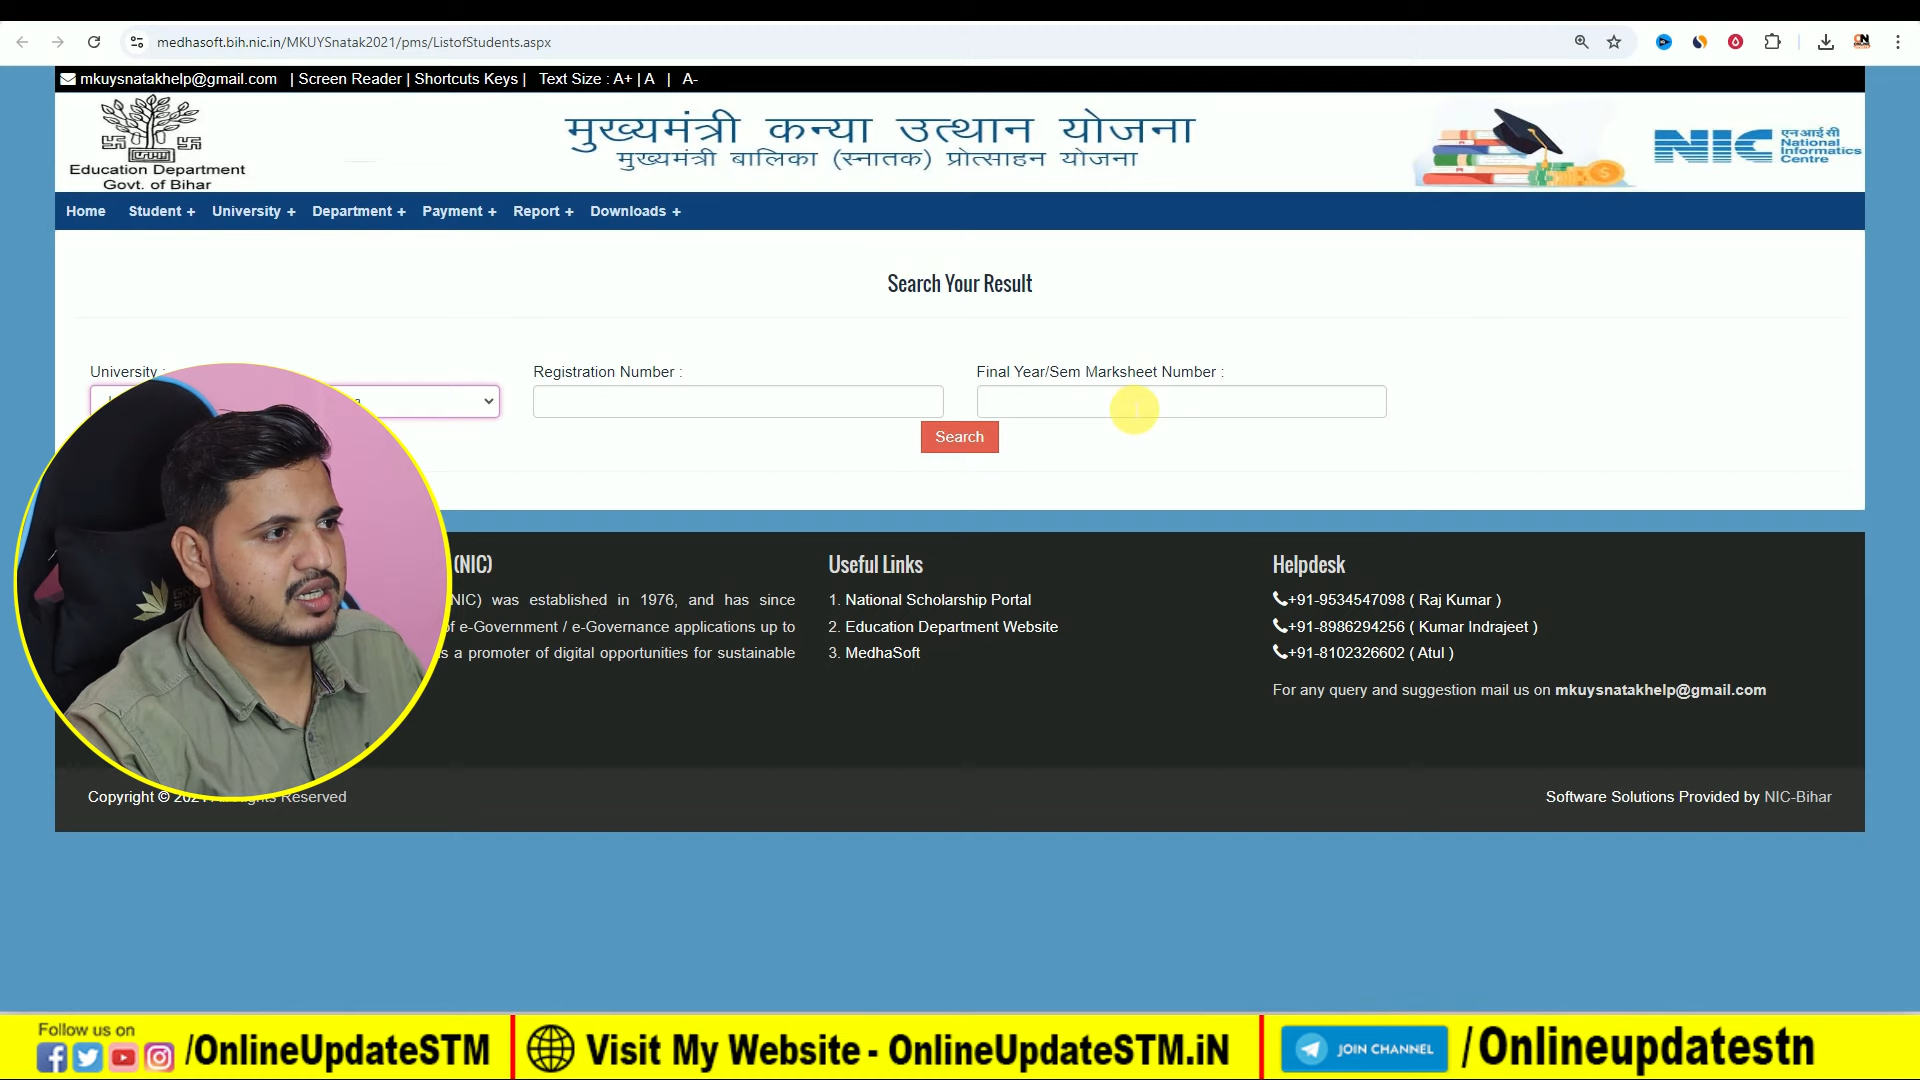 medhasoft.bih.nic.in/MKUYSnatak2021/pms/ListofStudents.aspx
mkuysnatakhelp@gmail.com | Screen Reader | Shortcuts Keys | Text Size : A+ | A | A-
Education Department
Govt. of Bihar
मुख्यमंत्री कन्या उत्थान योजना
मुख्यमंत्री बालिका (स्नातक) प्रोत्साहन योजना
NIC
एनआईसी
National
Informatics
Centre
Home Student + University + Department + Payment + Report + Downloads +
Search Your Result
University :
Registration Number :
Final Year/Sem Marksheet Number :
Search
(NIC)
NIC) was established in 1976, and has since
of e-Government / e-Governance applications up to
s a promoter of digital opportunities for sustainable
Useful Links
1. National Scholarship Portal
2. Education Department Website
3. MedhaSoft
Helpdesk
+91-9534547098 ( Raj Kumar )
+91-8986294256 ( Kumar Indrajeet )
+91-8102326602 ( Atul )
For any query and suggestion mail us on mkuysnatakhelp@gmail.com
Copyright © Reserved
Software Solutions Provided by NIC-Bihar
Follow us on
/OnlineUpdateSTM
Visit My Website - OnlineUpdateSTM.iN
JOIN CHANNEL
/Onlineupdatestn